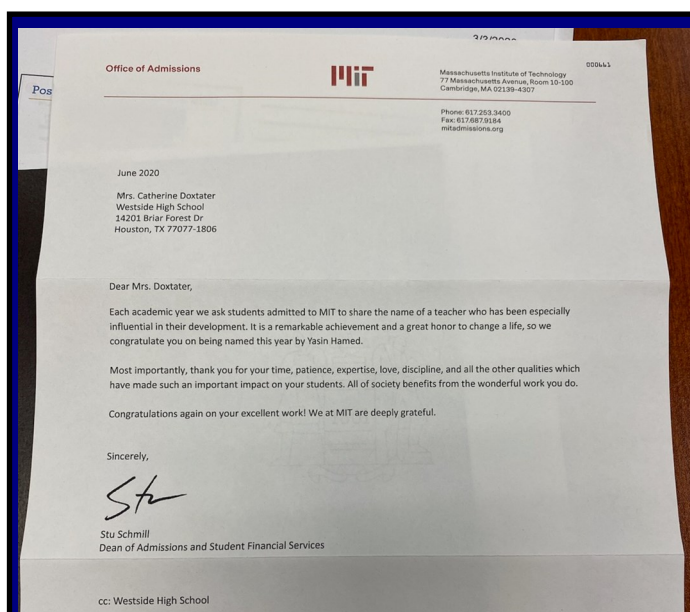 Office of Admissions
MIT
Massachusetts Institute of Technology
77 Massachusetts Avenue, Room 10-100
Cambridge, MA 02139-4307
000661
Phone: 617.253.3400
Fax: 617.687.9184
mitadmissions.org
Pos
June 2020
Mrs. Catherine Doxtater
Westside High School
14201 Briar Forest Dr
Houston, TX 77077-1806
Dear Mrs. Doxtater,
Each academic year we ask students admitted to MIT to share the name of a teacher who has been especially
influential in their development. It is a remarkable achievement and a great honor to change a life, so we
congratulate you on being named this year by Yasin Hamed.
Most importantly, thank you for your time, patience, expertise, love, discipline, and all the other qualities which
have made such an important impact on your students. All of society benefits from the wonderful work you do.
Congratulations again on your excellent work! We at MIT are deeply grateful.
Sincerely,
Stu
Stu Schmill
Dean of Admissions and Student Financial Services
cc: Westside High School